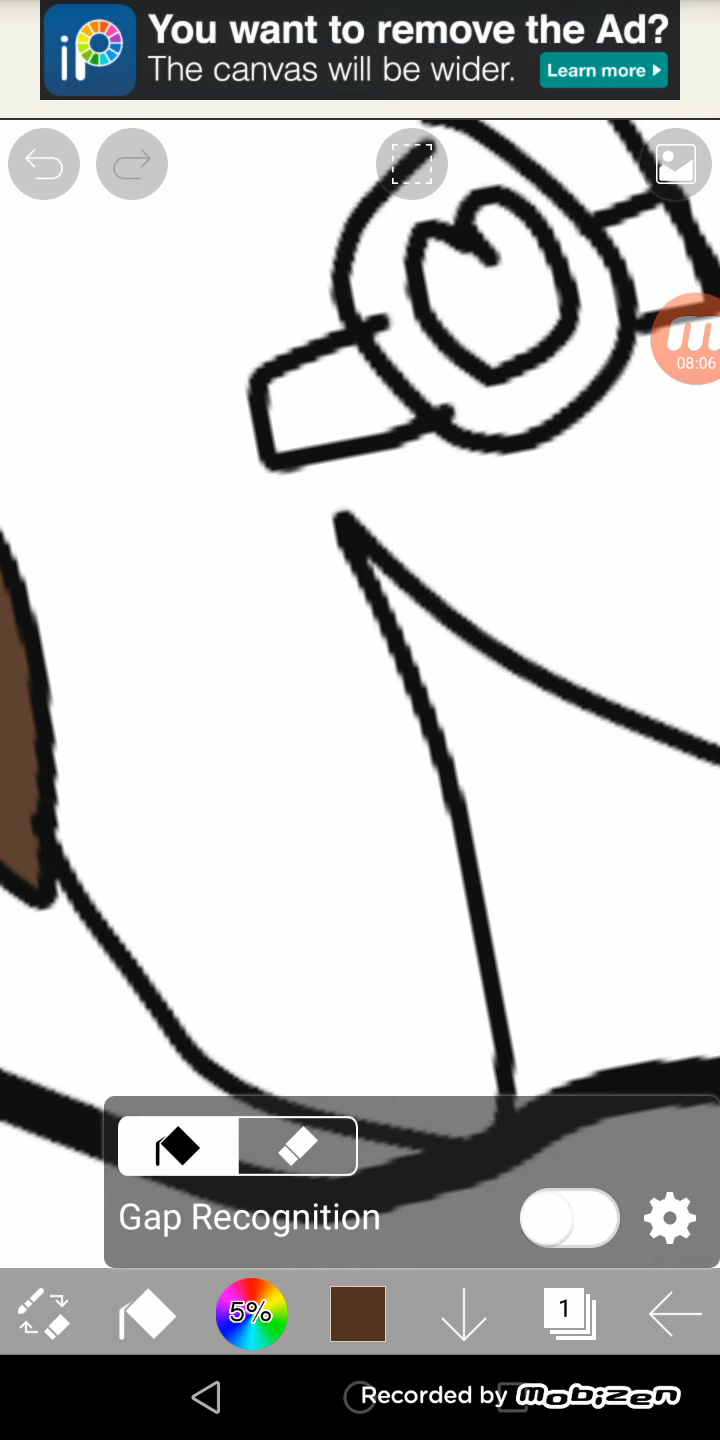 iP
You want to remove the Ad?
The canvas will be wider.
Learn more
08:06
Gap Recognition
5%
1
Recorded by mobizen